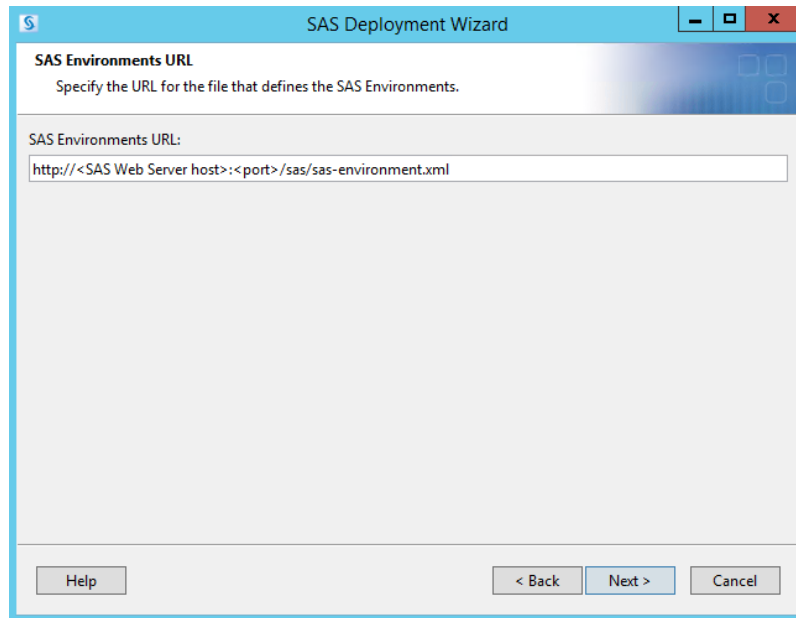 SAS Deployment Wizard
SAS Environments URL
Specify the URL for the file that defines the SAS Environments.
SAS Environments URL:
http://<SAS Web Server host>:<port>/sas/sas-environment.xml
Help
< Back
Next >
Cancel